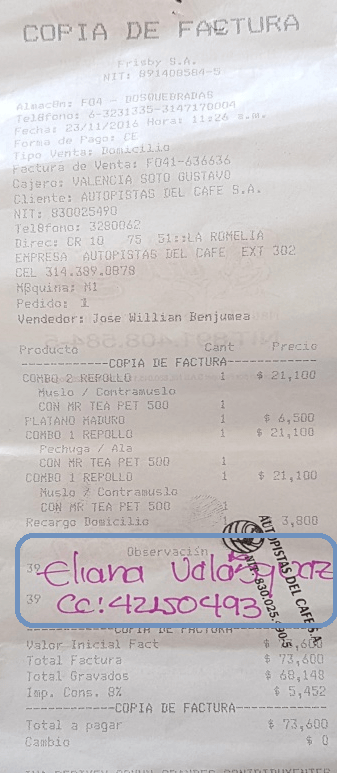 COPIA DE FACTURA
Frisby S.A.
NIT: 891408584-5
Almacén: F04 - DOSQUEBRADAS
Teléfono: 6-3231335-3147170004
Fecha: 23/11/2016 Hora: 11:26 a.m.
Forma de Pago: CE
Tipo Venta: Domicilio
Factura de Venta: F041-636636
Cajero: VALENCIA SOTO GUSTAVO
Cliente: AUTOPISTAS DEL CAFE S.A.
NIT: 830025490
Teléfono: 3280062
Direc: CR 10 75 51::LA ROMELIA
EMPRESA AUTOPISTAS DEL CAFE EXT 302
CEL 314.389.0878
Máquina: M1
Pedido: 1
Vendedor: Jose Willian Benjumea
Producto Cant Precio
------------COPIA DE FACTURA------------
COMBO 2 REPOLLO 1 $ 21,100
Muslo / Contramuslo
CON MR TEA PET 500 1
PLATANO MADURO 1 $ 6,500
COMBO 1 REPOLLO 1 $ 21,100
Pechuga / Ala
CON MR TEA PET 500 1
COMBO 1 REPOLLO 1 $ 21,100
Muslo / Contramuslo
CON MR TEA PET 500 1
Recargo Domicilio 3,800
Observación
39 Eliana
39 CC: 42150493
AUTOPISTAS DEL CAFE S.A.
NIT. 830.025.490-5
------------COPIA DE FACTURA------------
Valor Inicial Fact $ 73,600
Total Factura $ 73,600
Total Gravados $ 68,148
Imp. Cons. 8% $ 5,452
------------COPIA DE FACTURA------------
Total a pagar $ 73,600
Cambio $ 0